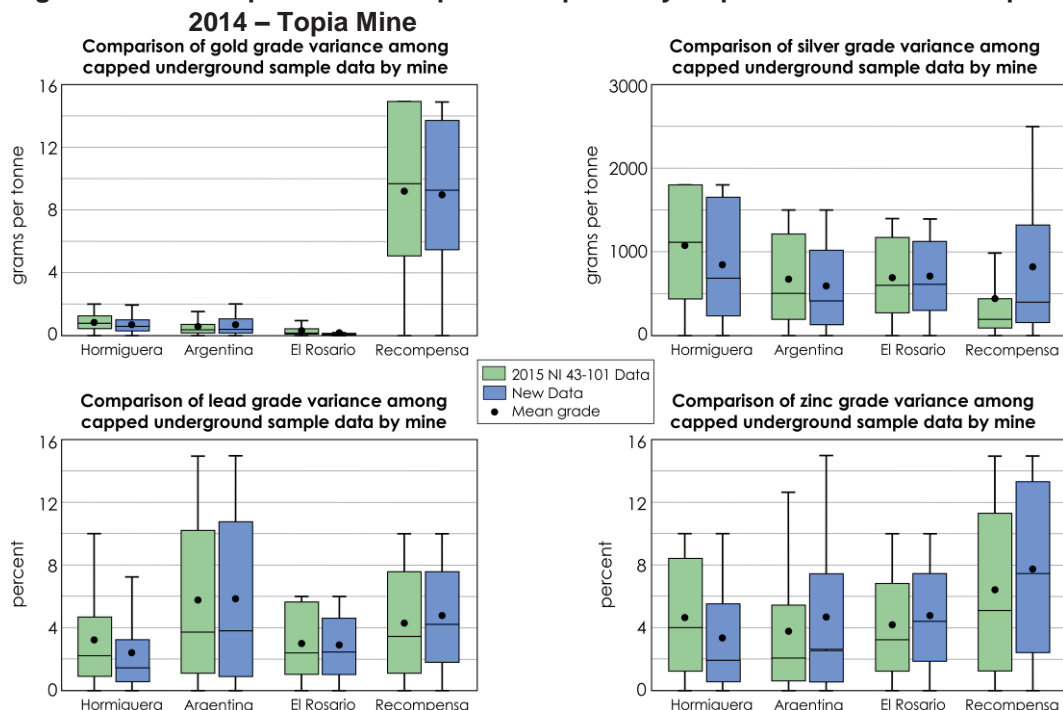 2014 – Topia Mine
Comparison of gold grade variance among
capped underground sample data by mine
16
12
8
4
0
grams per tonne
Hormiguera Argentina El Rosario Recompensa
Comparison of silver grade variance among
capped underground sample data by mine
3000
2000
1000
0
grams per tonne
Hormiguera Argentina El Rosario Recompensa
2015 NI 43-101 Data
New Data
Mean grade
Comparison of lead grade variance among
capped underground sample data by mine
16
12
8
4
0
percent
Hormiguera Argentina El Rosario Recompensa
Comparison of zinc grade variance among
capped underground sample data by mine
16
12
8
4
0
percent
Hormiguera Argentina El Rosario Recompensa